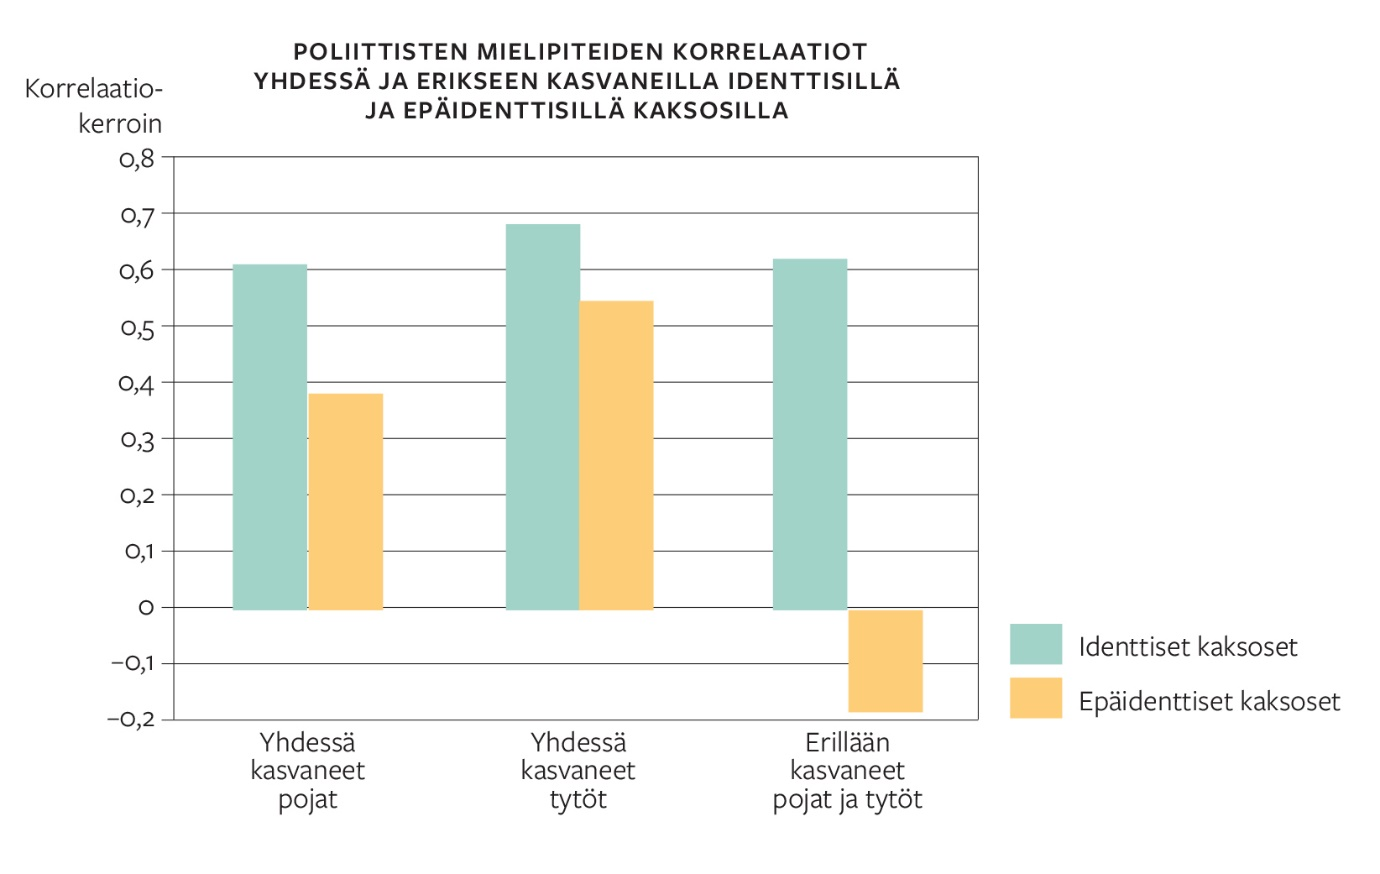 POLIITTISTEN MIELIPITEIDEN KORRELAATIOT
YHDESSÄ JA ERIKSEEN KASVANEILLA IDENTTISILLÄ
JA EPÄIDENTTISILLÄ KAKSOSILLA
Korrelaatio-
kerroin
0,8
0,7
0,6
0,5
0,4
0,3
0,2
0,1
0
−0,1
−0,2
Yhdessä
kasvaneet
pojat
Yhdessä
kasvaneet
tytöt
Erillään
kasvaneet
pojat ja tytöt
Identtiset kaksoset
Epäidenttiset kaksoset